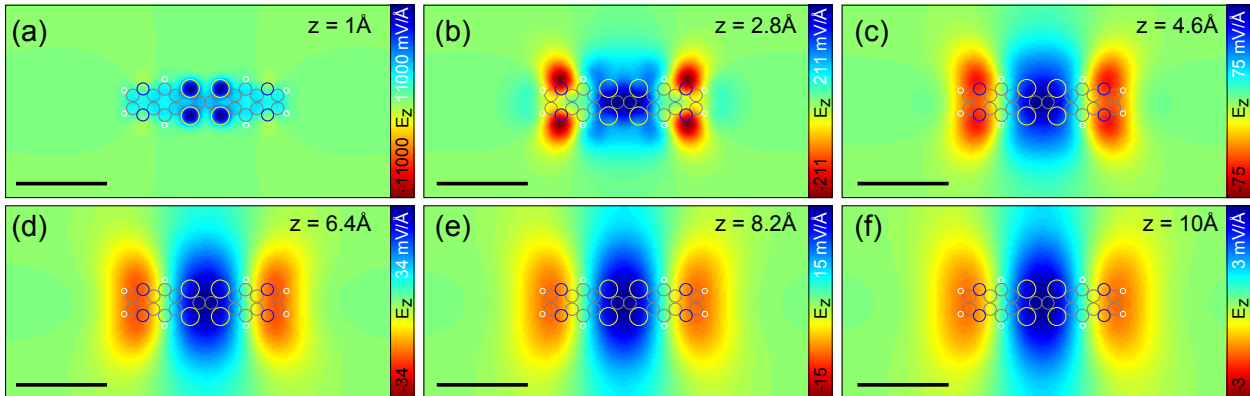 (a)
z = 1Å
-11000 Ez 11000 mV/Å
(b)
z = 2.8Å
-211 Ez 211 mV/Å
(c)
z = 4.6Å
-75 Ez 75 mV/Å
(d)
z = 6.4Å
-34 Ez 34 mV/Å
(e)
z = 8.2Å
-15 Ez 15 mV/Å
(f)
z = 10Å
-3 Ez 3 mV/Å